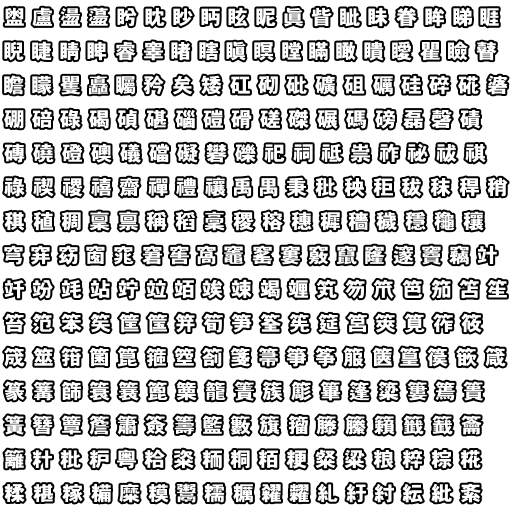 盥盧盪蘯盻眈眇眄眩眤眞眥眦眛眷眸睇睚
睨睫睛睥睿睾睹瞎瞋瞑瞠瞞瞰瞶瞹瞿瞼瞽
瞻矇矍矗矚矜矣矮矼砌砒礦砠礪硅碎硴碆
硼碚碌碣碵碪碯磑磆磋磔碾碼磅磊磬磧
磚磽磴礇礒礑礙礬礫祀祠祗祟祚祕祓祺
祿禊禝禧齋禪禮禳禹禺秉秕秧秬秡秣稈稍
稘稙稠稟禀稱稻稾稷穃穗穉穡穢穩龝穰
穹穽窈窗窕窘窖窩竈窰窶竅竄窿邃竇竊竍
竏竕竓站竚竝竡竢竦竭竰笂笏笊笆笳笘笙
笞笵笨笶筐筺笄筍笋筌筅筵筥筴筧筰筱
筬筮箝箘箟箍箜箚箋箒箏筝箙篋篁篌篏箴
篆篝篩簑簔篦篥籠簀簇簓篳篷簗簍篶簣
簧簪簟簷簫簽籌籃籔籏籀籐籘籟籤籖籥
籬籵粃粐粤粭粢粫粡粨粳粲粱粮粹粽糀
糅糂糘糒糜糢鬻糯糲糴糶糺紆紂紜紕紊